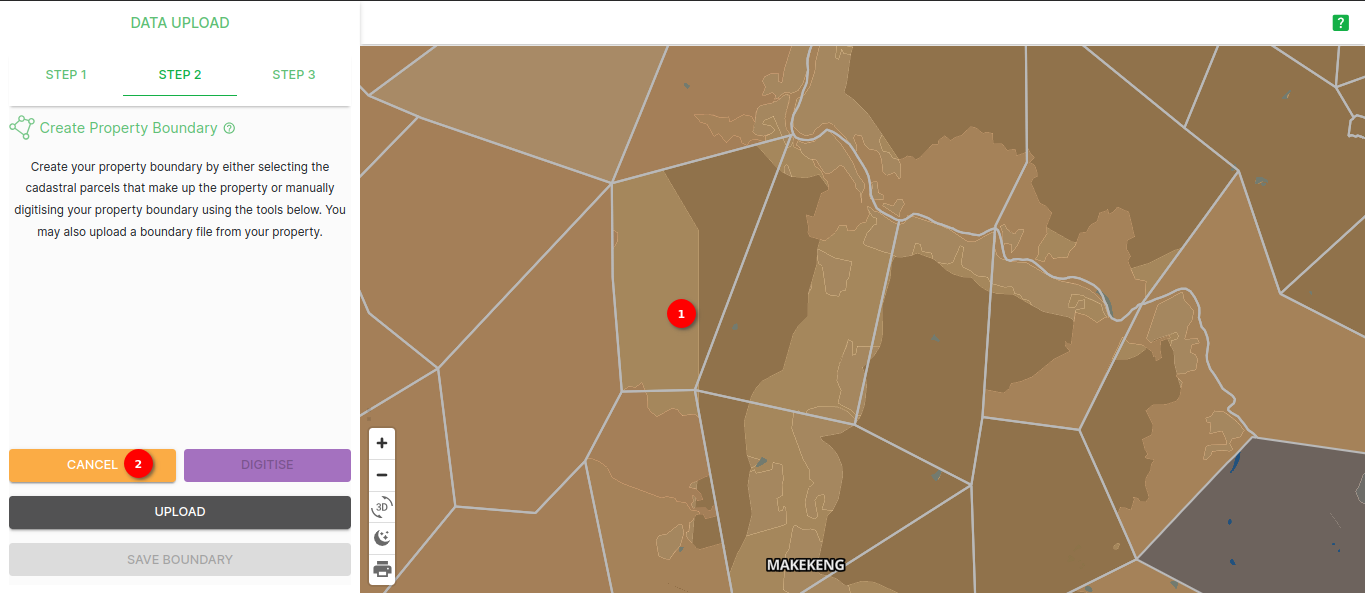 DATA UPLOAD
?
STEP 1 STEP 2 STEP 3
Create Property Boundary ?
Create your property boundary by either selecting the
cadastral parcels that make up the property or manually
digitising your property boundary using the tools below. You
may also upload a boundary file from your property.
1
CANCEL 2 DIGITISE
UPLOAD
SAVE BOUNDARY
+
−
3D
MAKEKENG